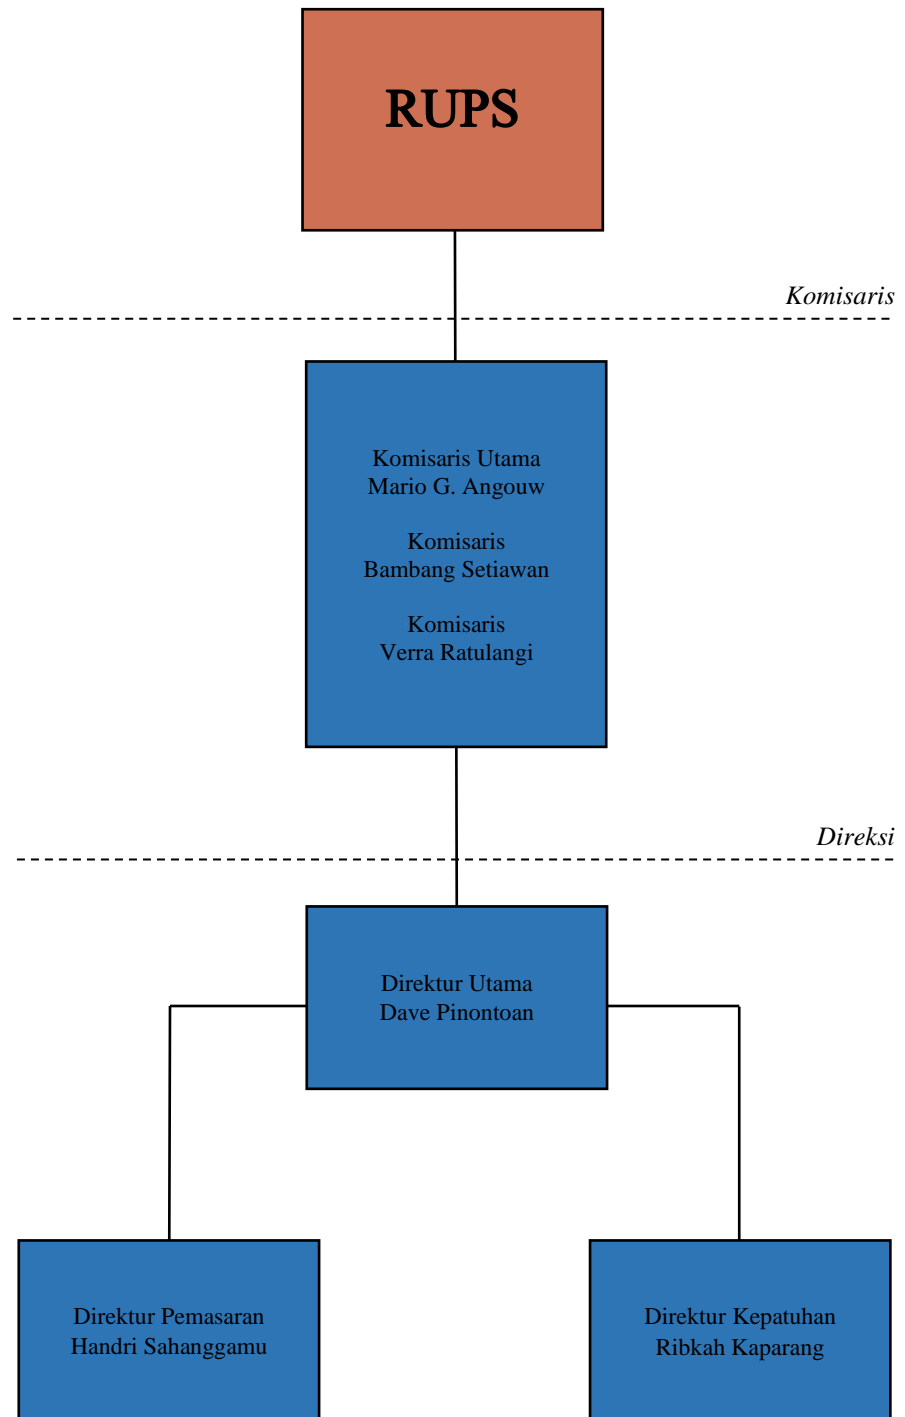 RUPS
Komisaris
Komisaris Utama
Mario G. Angouw
Komisaris
Bambang Setiawan
Komisaris
Verra Ratulangi
Direksi
Direktur Utama
Dave Pinontoan
Direktur Pemasaran
Handri Sahanggamu
Direktur Kepatuhan
Ribkah Kaparang